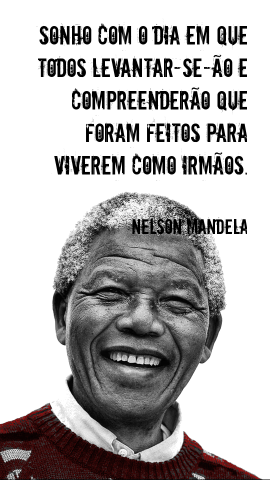 SONHO COM O DIA EM QUE
TODOS LEVANTAR-SE-ÃO E
COMPREENDERÃO QUE
FORAM FEITOS PARA
VIVEREM COMO IRMÃOS.
NELSON MANDELA